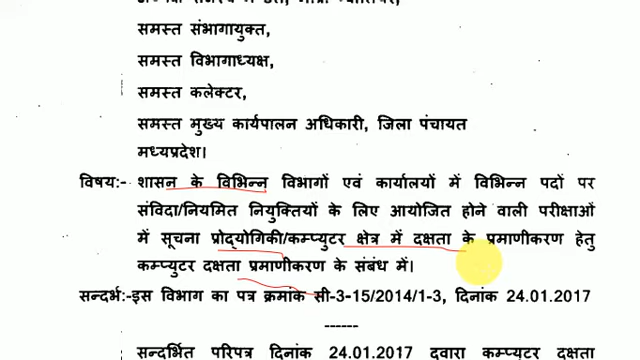 समस्त संभागायुक्त,
समस्त विभागाध्यक्ष,
समस्त कलेक्टर,
समस्त मुख्य कार्यपालन अधिकारी, जिला पंचायत
मध्यप्रदेश।
विषय:- शासन के विभिन्न विभागों एवं कार्यालयों में विभिन्न पदों पर
संविदा/नियमित नियुक्तियों के लिए आयोजित होने वाली परीक्षाओं
में सूचना प्रोद्योगिकी/कम्प्युटर क्षेत्र में दक्षता के प्रमाणीकरण हेतु
कम्प्युटर दक्षता प्रमाणीकरण के संबंध में।
सन्दर्भ:-इस विभाग का पत्र क्रमांक सी-3-15/2014/1-3, दिनांक 24.01.2017
------
सन्दर्भित परिपत्र दिनांक 24.01.2017 द्वारा कम्प्युटर दक्षता